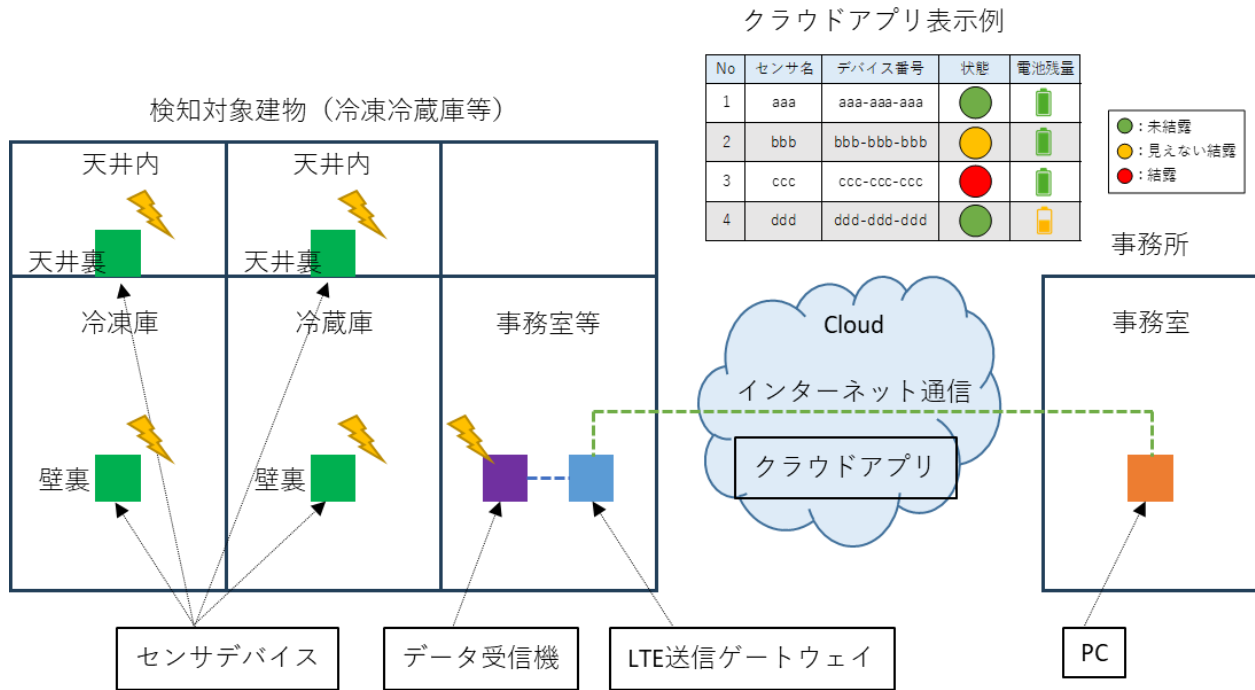 クラウドアプリ表示例
No センサ名 デバイス番号 状態 電池残量
1 aaa aaa-aaa-aaa
2 bbb bbb-bbb-bbb
3 ccc ccc-ccc-ccc
4 ddd ddd-ddd-ddd
：未結露
：見えない結露
：結露
検知対象建物（冷凍冷蔵庫等）
天井内
天井内
天井裏
天井裏
冷凍庫
冷蔵庫
事務室等
壁裏
壁裏
Cloud
インターネット通信
クラウドアプリ
事務所
事務室
センサデバイス
データ受信機
LTE送信ゲートウェイ
PC